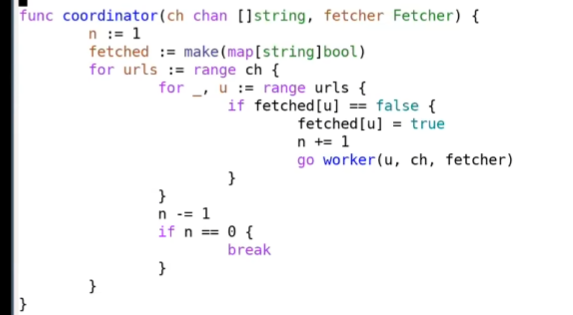 func coordinator(ch chan []string, fetcher Fetcher) {
        n := 1
        fetched := make(map[string]bool)
        for urls := range ch {
                for _, u := range urls {
                        if fetched[u] == false {
                                fetched[u] = true
                                n += 1
                                go worker(u, ch, fetcher)
                        }
                }
                n -= 1
                if n == 0 {
                        break
                }
        }
}